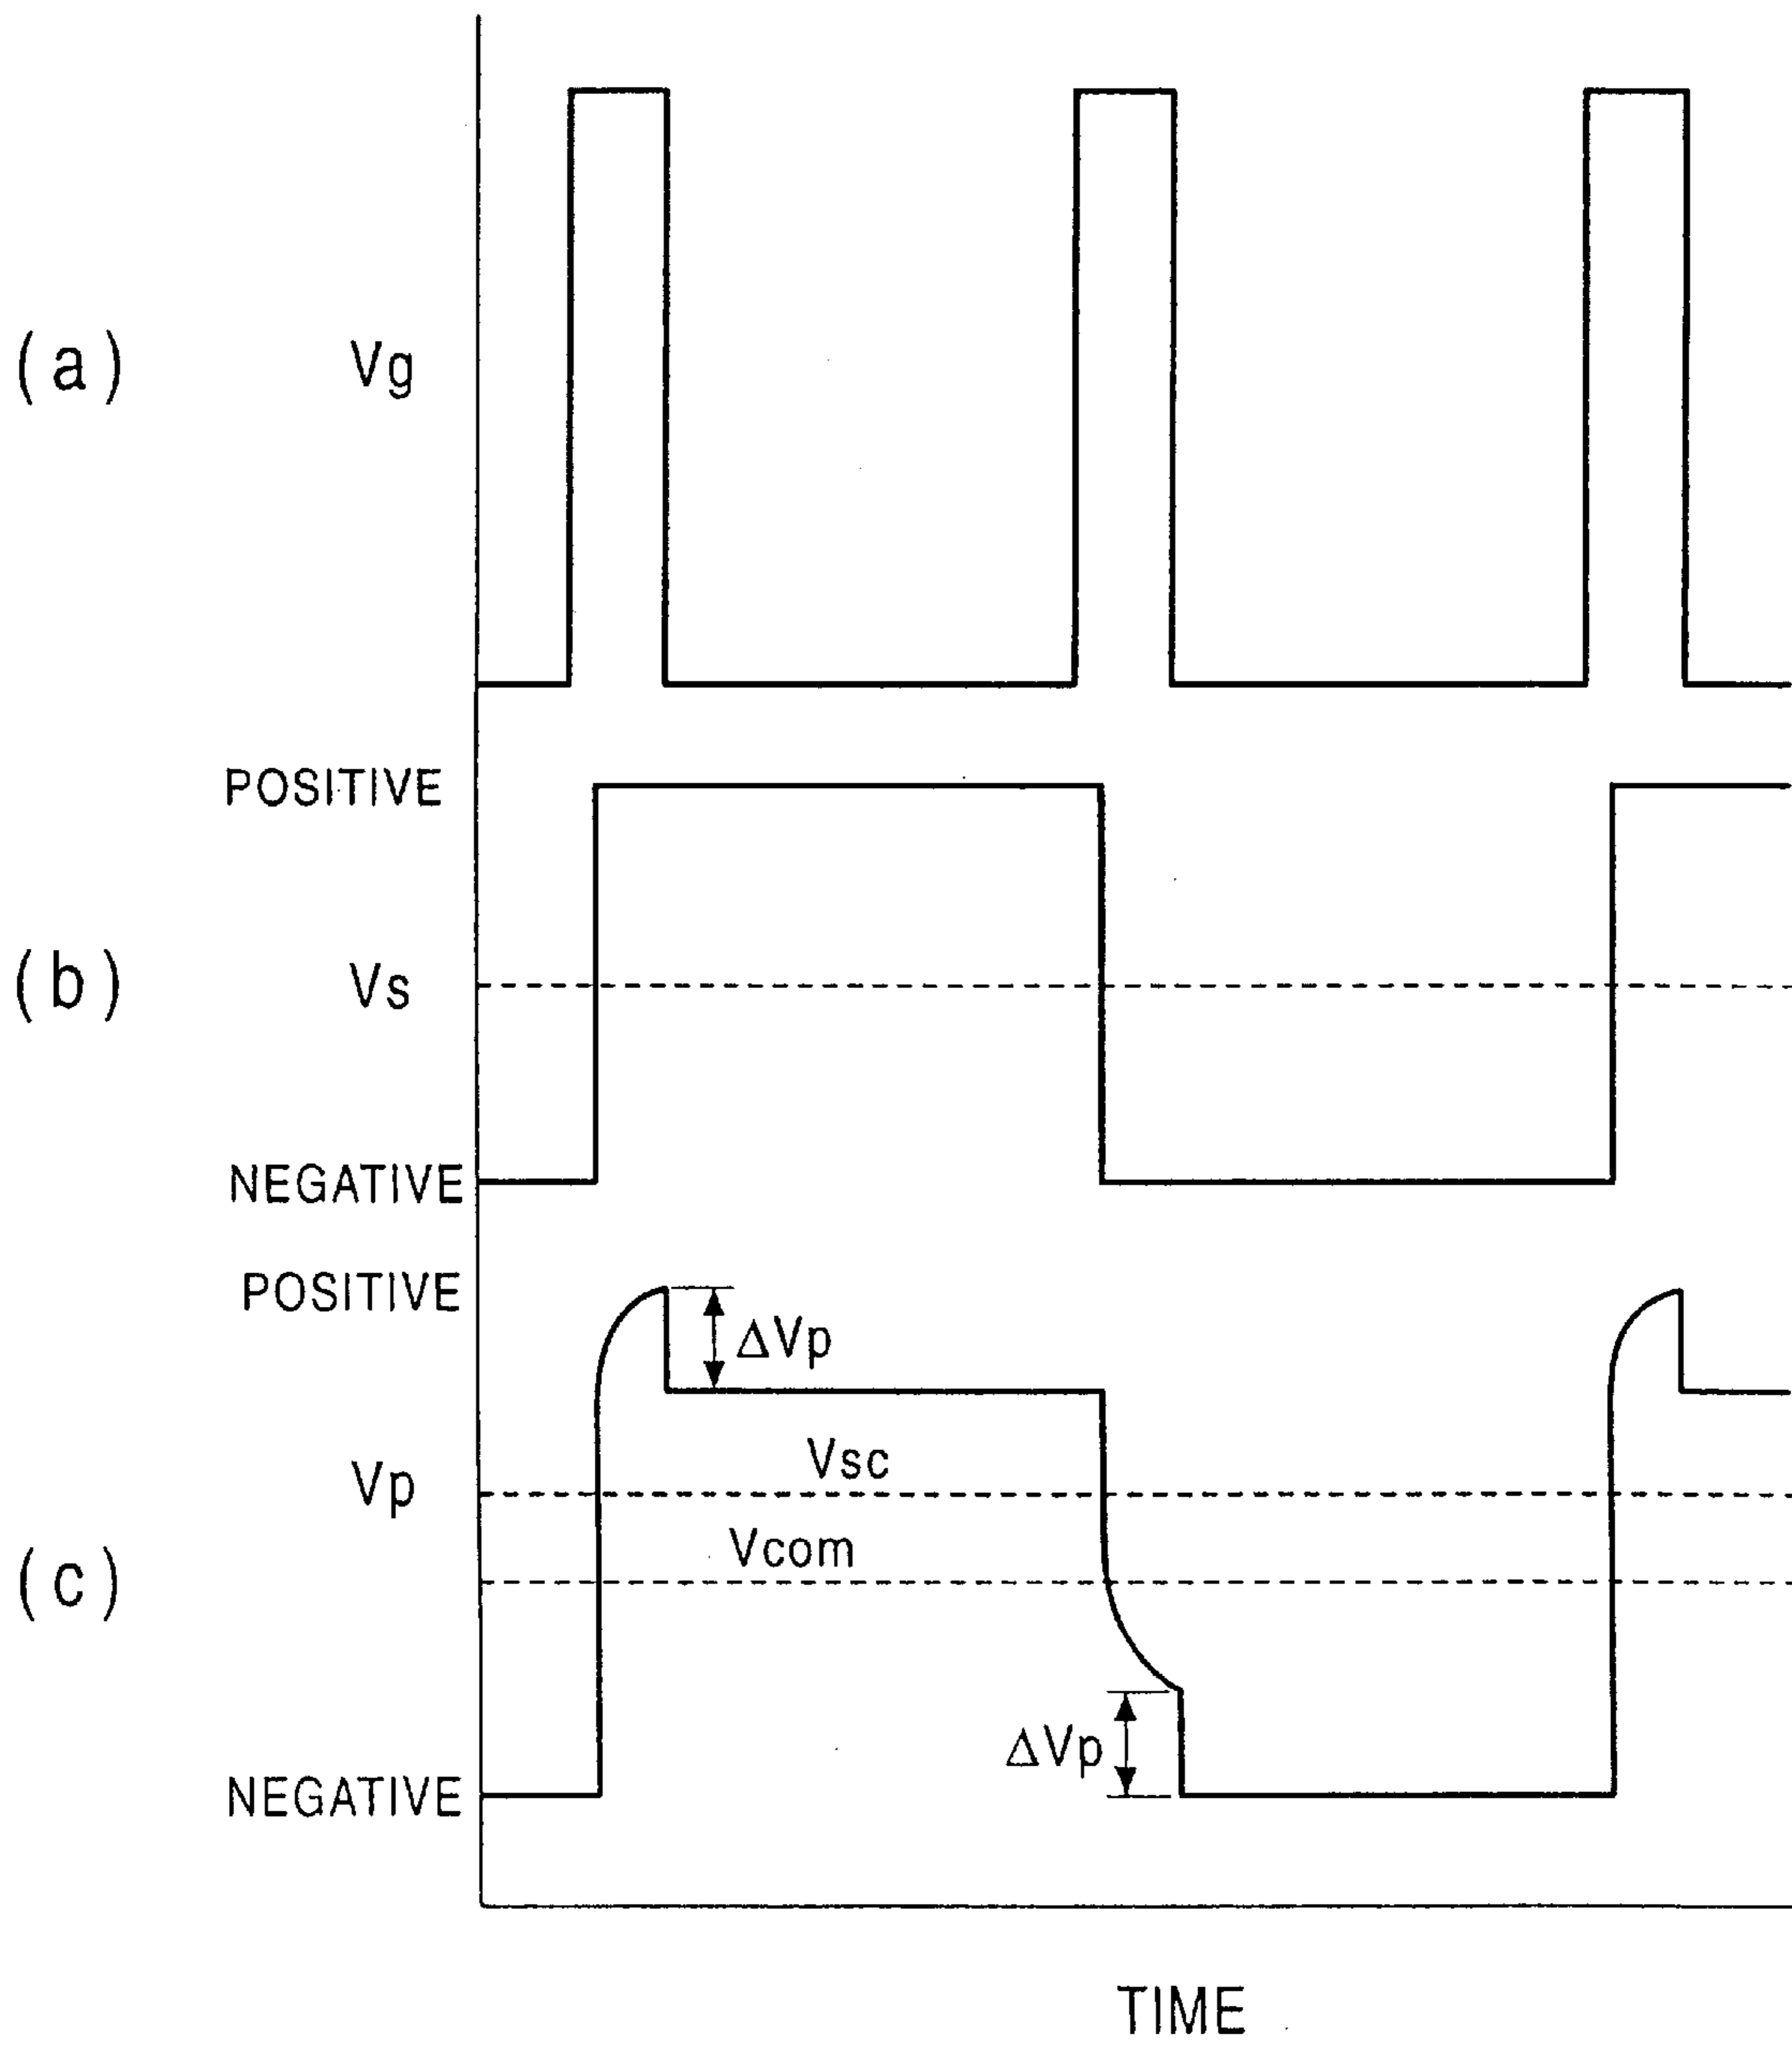 (a)
Vg
POSITIVE
(b)
Vs
NEGATIVE
POSITIVE
ΔVp
Vsc
Vp
Vcom
(c)
ΔVp
NEGATIVE
TIME